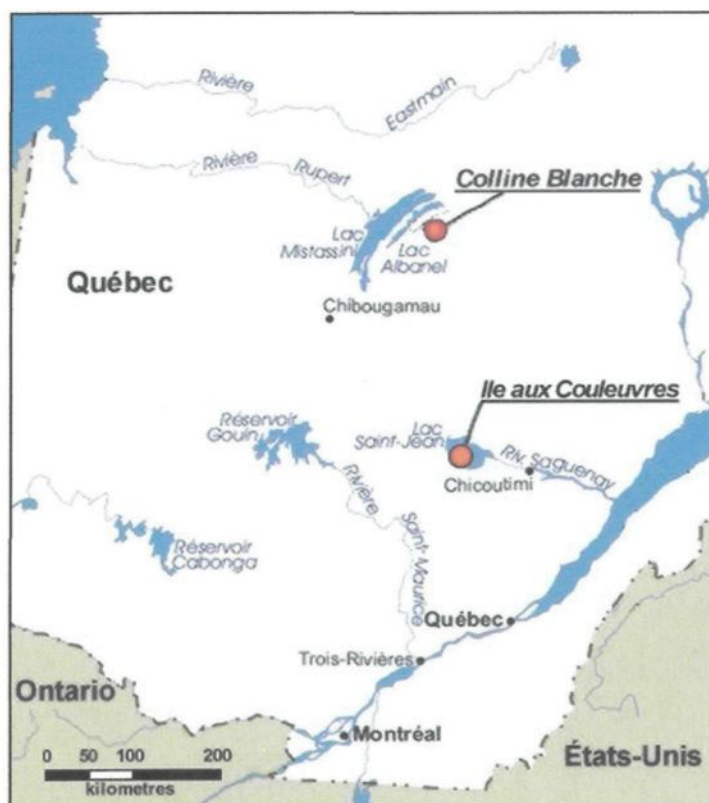 Rivière
Eastmain
Rivière
Rupert
Colline Blanche
Lac
Mistassini
Lac
Albanel
Québec
Chibougamau
Ile aux Couleuvres
Réservoir
Gouin
Lac
Saint-Jean
Riv. Saguenay
Chicoutimi
Rivière
Saint-Maurice
Réservoir
Cabonga
Québec
Trois-Rivières
Ontario
Montréal
États-Unis
0 50 100 200
kilometres